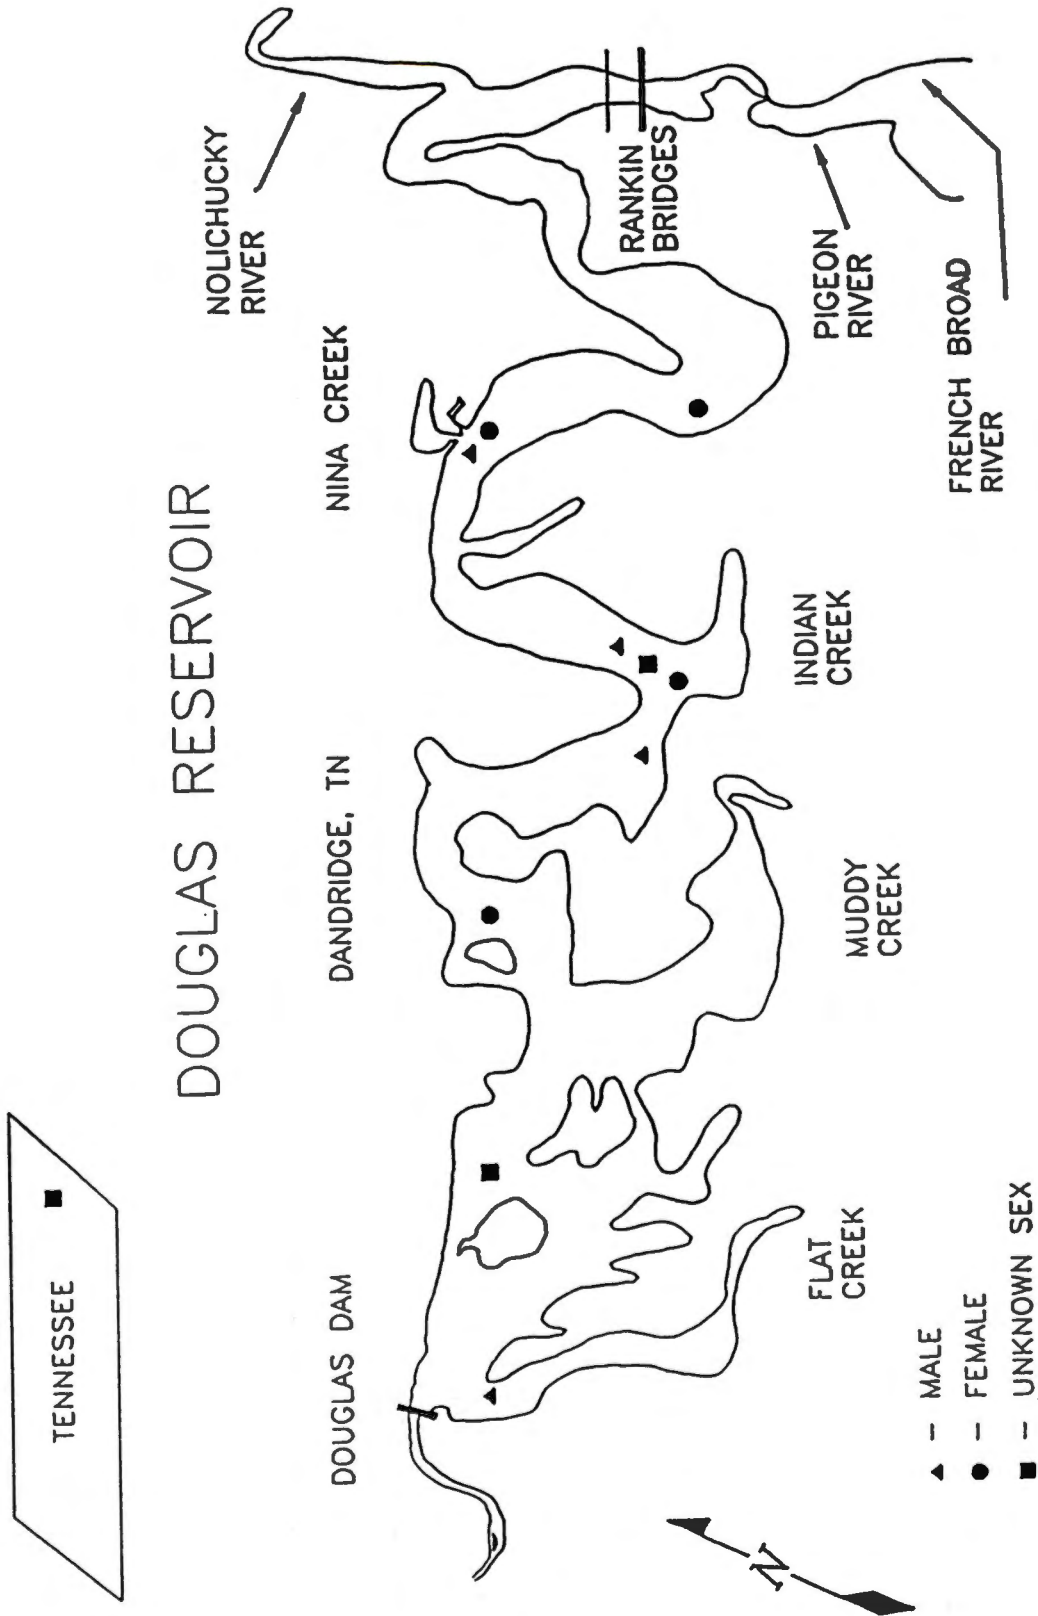 TENNESSEE
DOUGLAS RESERVOIR
DOUGLAS DAM
DANDRIDGE, TN
NINA CREEK
NOLICHUCKY
RIVER
RANKIN
BRIDGES
PIGEON
RIVER
FRENCH BROAD
RIVER
INDIAN
CREEK
MUDDY
CREEK
FLAT
CREEK
N
– MALE
– FEMALE
– UNKNOWN SEX